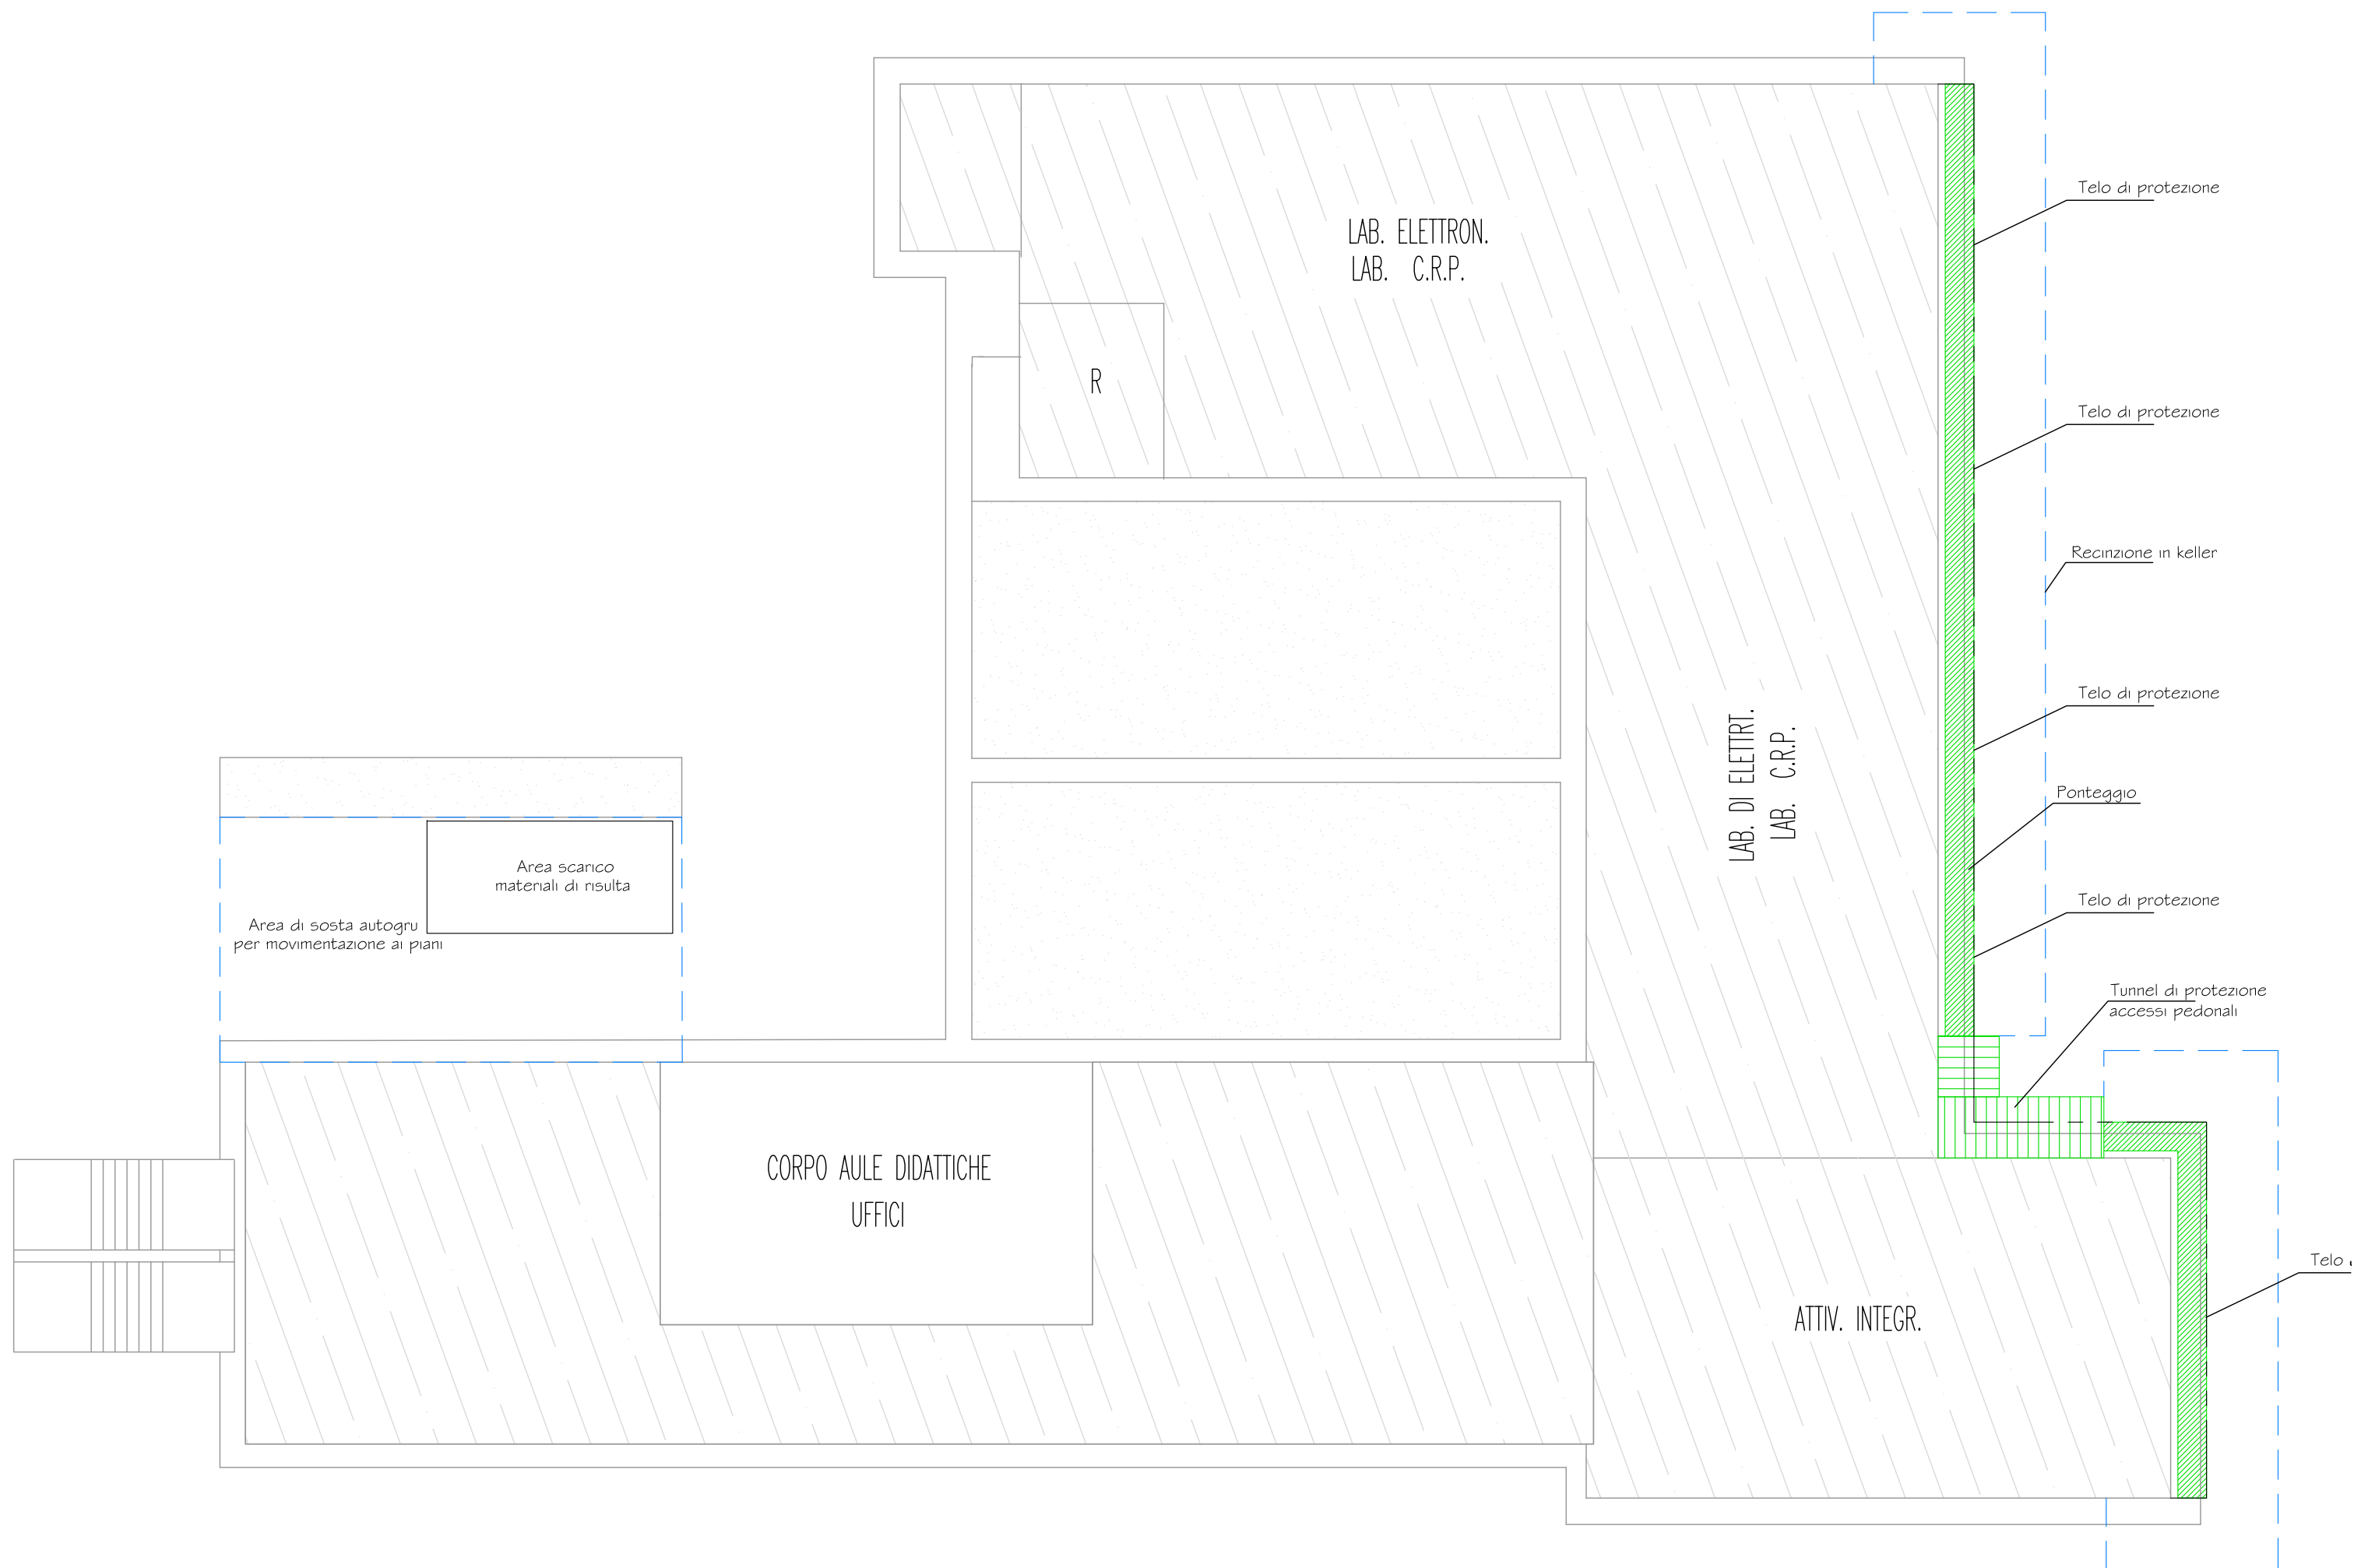 Telo di protezione
LAB. ELETTRON.
LAB. C.R.P.
R
Telo di protezione
Recinzione in keller
Telo di protezione
LAB. DI ELETTRT.
LAB. C.R.P.
Ponteggio
Area scarico
materiali di risulta
Telo di protezione
Area di sosta autogru
per movimentazione ai piani
Tunnel di protezione
accessi pedonali
CORPO AULE DIDATTICHE
UFFICI
Telo
ATTIV. INTEGR.